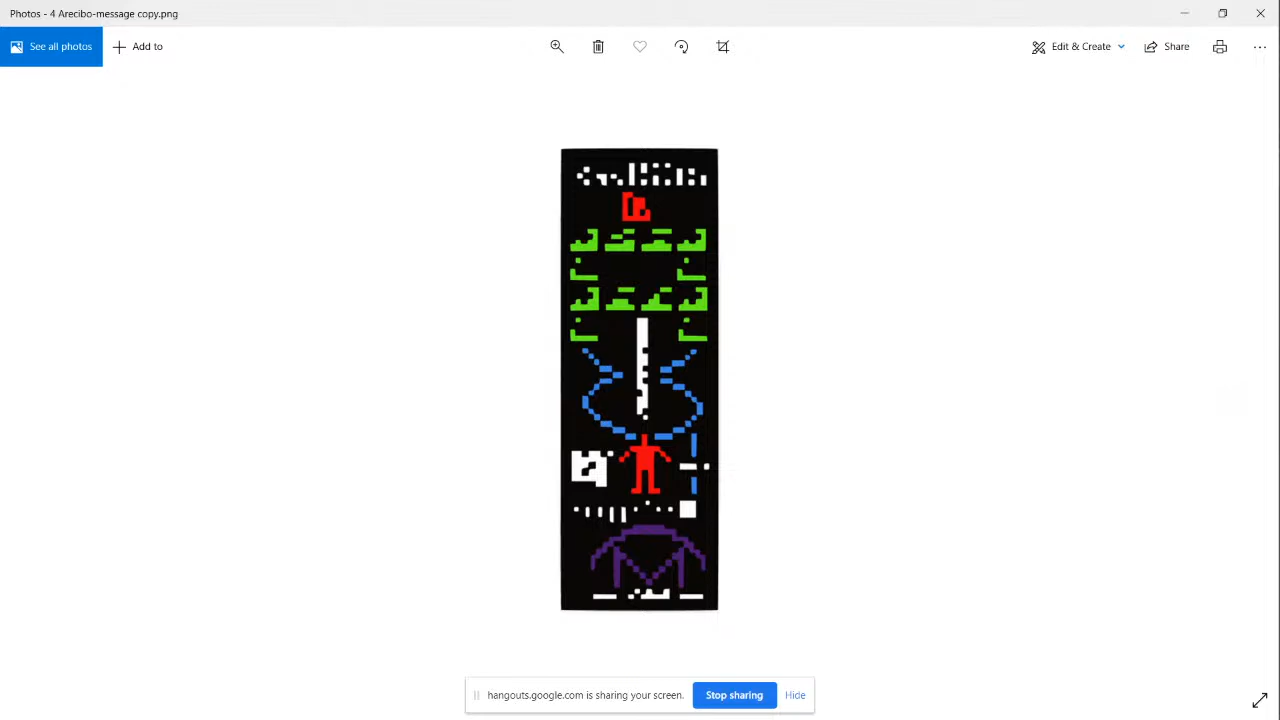 Photos - 4 Arecibo-message copy.png
See all photos
Add to
Edit & Create
Share
hangouts.google.com is sharing your screen.
Stop sharing
Hide